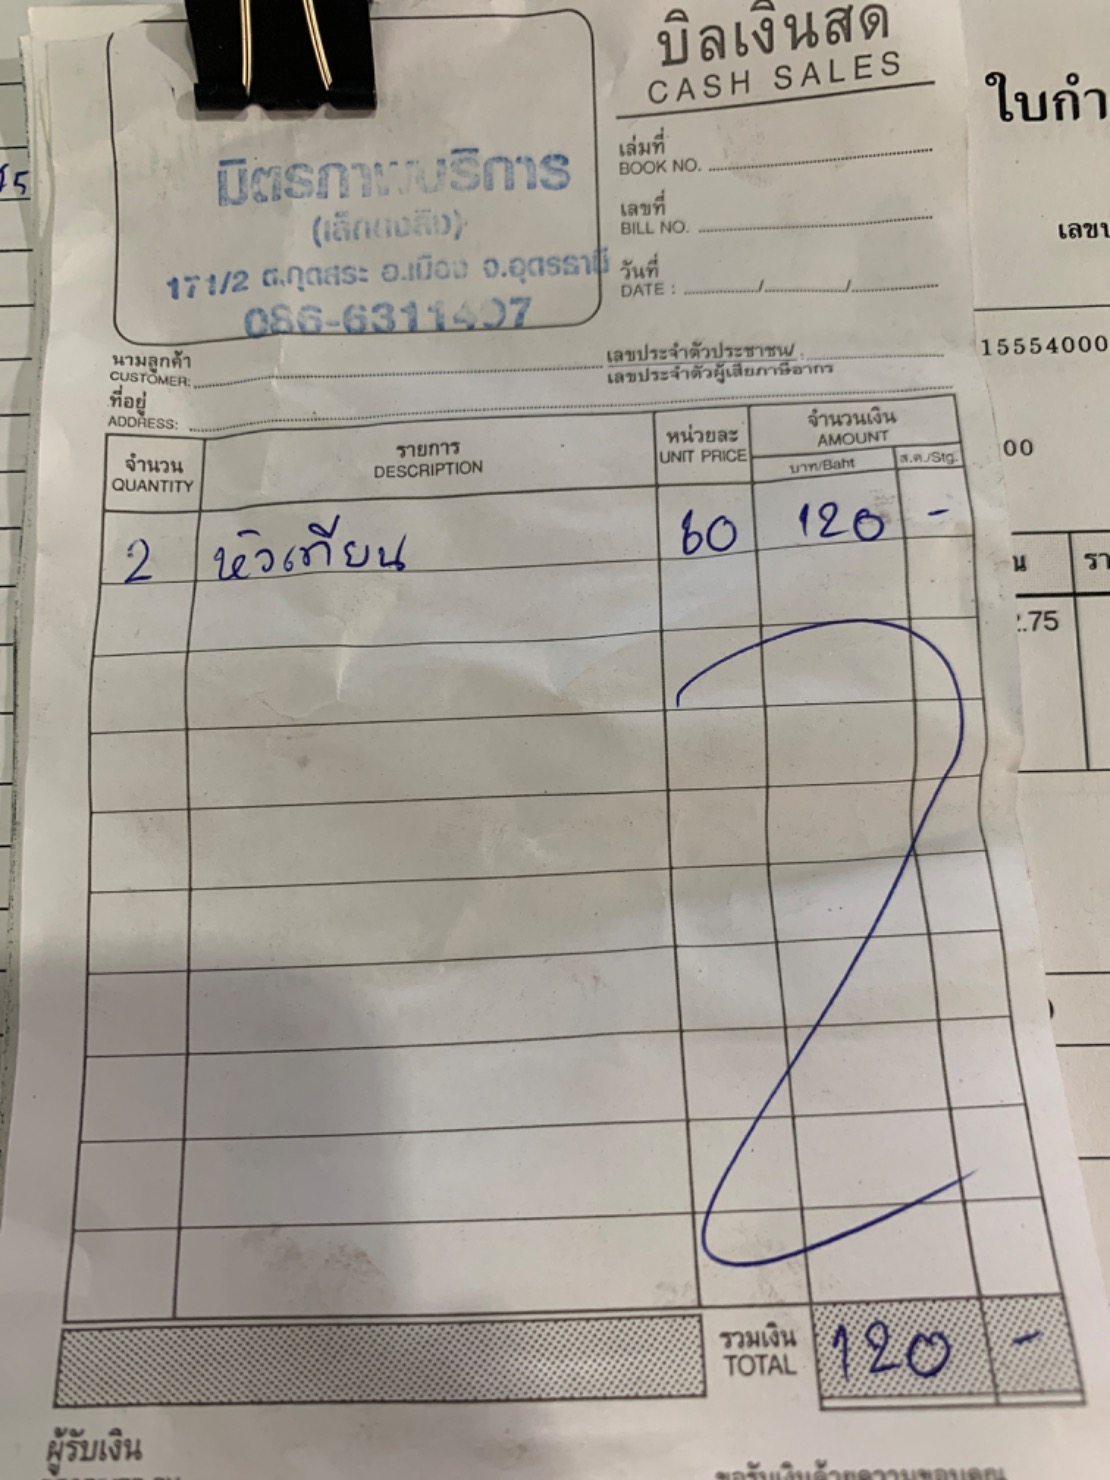 บิลเงินสด
CASH SALES
มิตรภาพบริการ
171/2 ต.กุดสระ อ.เมือง จ.อุดรธานี
086-6311497
เล่มที่
BOOK NO.
เลขที่
BILL NO.
วันที่
DATE : / /
นามลูกค้า
CUSTOMER:
เลขประจำตัวประชาชน/
เลขประจำตัวผู้เสียภาษีอากร
ที่อยู่
ADDRESS:
จำนวน
QUANTITY
รายการ
DESCRIPTION
หน่วยละ
UNIT PRICE
จำนวนเงิน
AMOUNT
บาท/Baht
ส.ต./Stg.
2 หัวเทียน 60 120 -
รวมเงิน
TOTAL
120 -
ผู้รับเงิน
ใบกำ
15554000
00
น
รา
.75